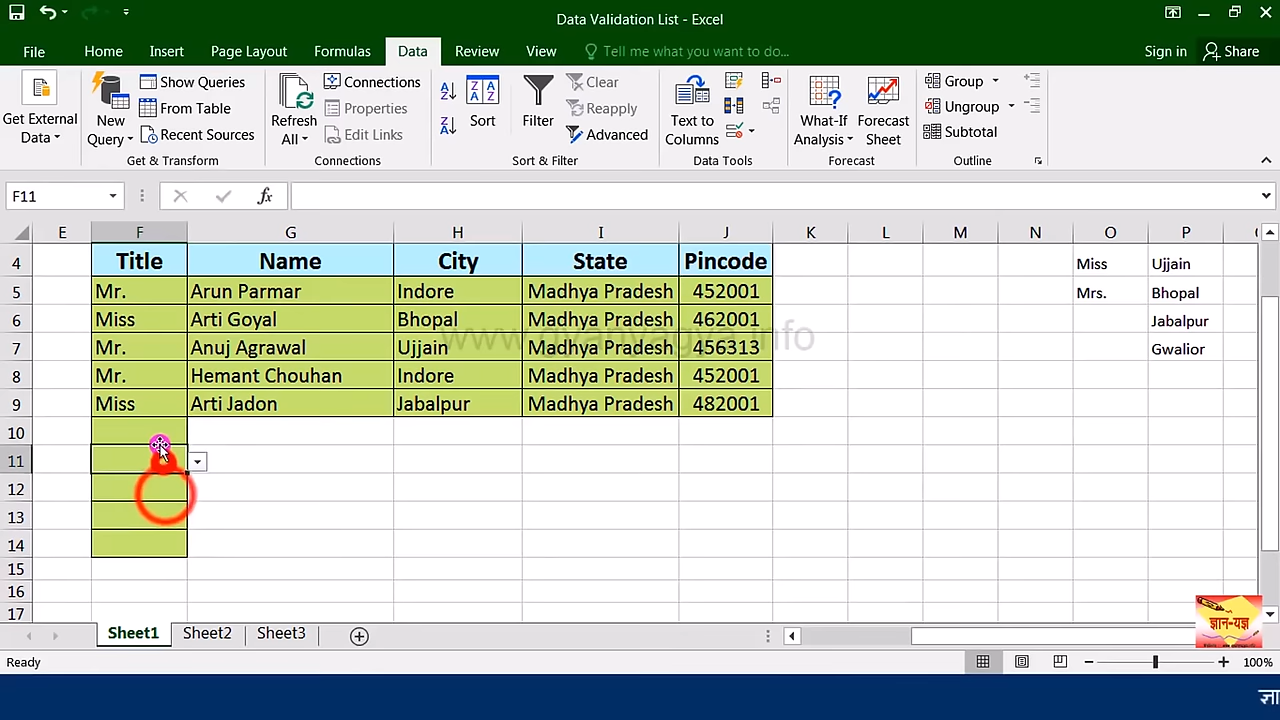 Data Validation List - Excel
File Home Insert Page Layout Formulas Data Review View Tell me what you want to do... Sign in Share
Get External Data
New Query
Show Queries
From Table
Recent Sources
Get & Transform
Refresh All
Connections
Properties
Edit Links
Connections
Sort
Filter
Clear
Reapply
Advanced
Sort & Filter
Text to Columns
Data Tools
What-If Analysis
Forecast Sheet
Forecast
Group
Ungroup
Subtotal
Outline
F11 fx
E F G H I J K L M N O P
4 Title Name City State Pincode Miss Ujjain
5 Mr. Arun Parmar Indore Madhya Pradesh 452001 Mrs. Bhopal
6 Miss Arti Goyal Bhopal Madhya Pradesh 462001 Jabalpur
7 Mr. Anuj Agrawal Ujjain Madhya Pradesh 456313 Gwalior
8 Mr. Hemant Chouhan Indore Madhya Pradesh 452001
9 Miss Arti Jadon Jabalpur Madhya Pradesh 482001
www.gyanyagya.info
10
11
12
13
14
15
16
17
Sheet1 Sheet2 Sheet3
ज्ञान-यज्ञ
Ready 100%
ज्ञा